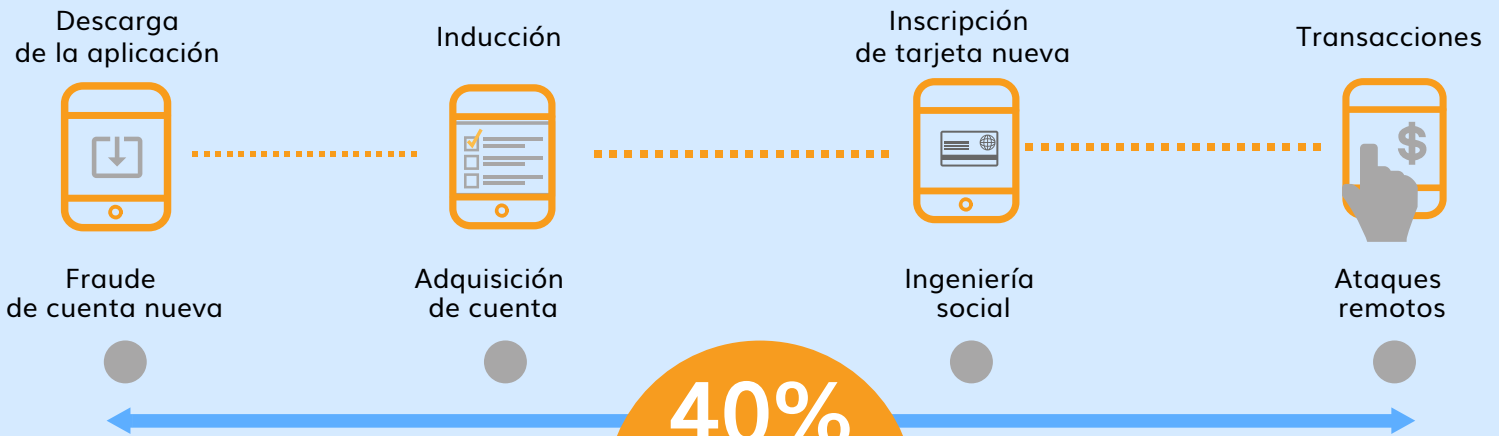 Descarga
de la aplicación
Inducción
Inscripción
de tarjeta nueva
Transacciones
$
Fraude
de cuenta nueva
Adquisición
de cuenta
Ingeniería
social
Ataques
remotos
40%